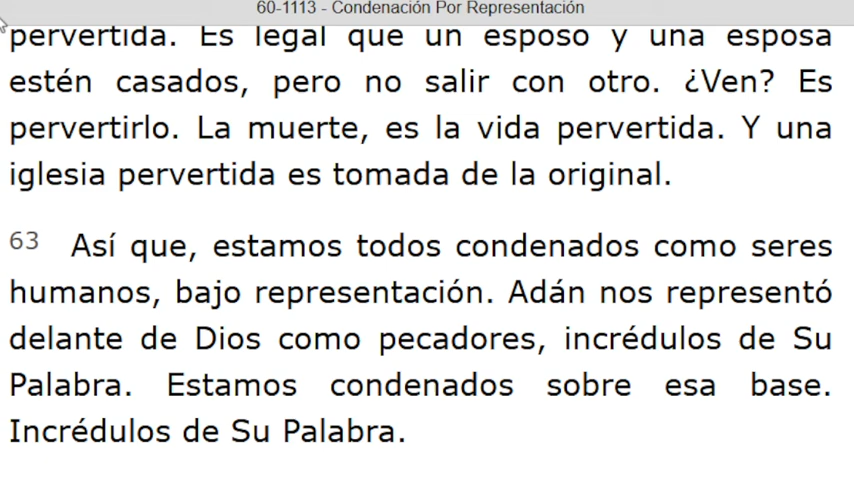 60-1113 - Condenación Por Representación
pervertida. Es legal que un esposo y una esposa
estén casados, pero no salir con otro. ¿Ven? Es
pervertirlo. La muerte, es la vida pervertida. Y una
iglesia pervertida es tomada de la original.
63 Así que, estamos todos condenados como seres
humanos, bajo representación. Adán nos representó
delante de Dios como pecadores, incrédulos de Su
Palabra. Estamos condenados sobre esa base.
Incrédulos de Su Palabra.